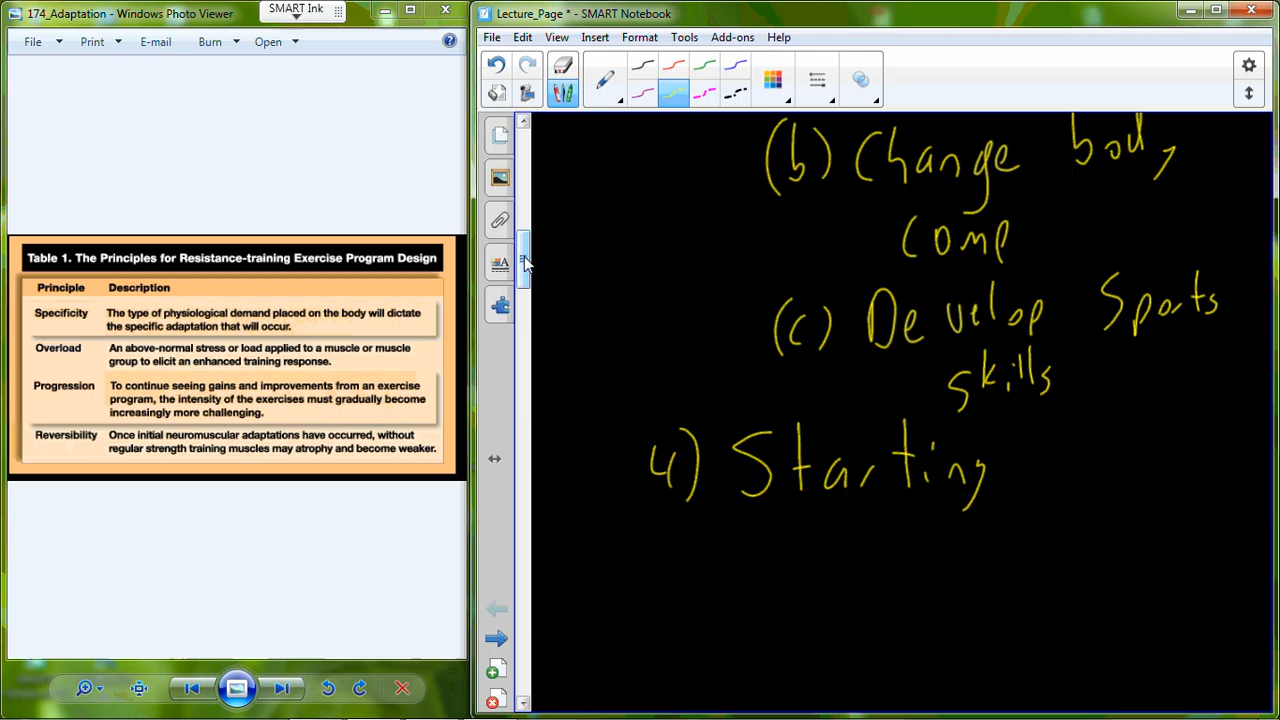 174_Adaptation - Windows Photo Viewer
SMART Ink
File Print E-mail Burn Open
Table 1. The Principles for Resistance-training Exercise Program Design
Principle Description
Specificity The type of physiological demand placed on the body will dictate
the specific adaptation that will occur.
Overload An above-normal stress or load applied to a muscle or muscle
group to elicit an enhanced training response.
Progression To continue seeing gains and improvements from an exercise
program, the intensity of the exercises must gradually become
increasingly more challenging.
Reversibility Once initial neuromuscular adaptations have occurred, without
regular strength training muscles may atrophy and become weaker.
Lecture_Page * - SMART Notebook
File Edit View Insert Format Tools Add-ons Help
(b) Change body
comp
(c) Develop Sports
skills
4) Starting